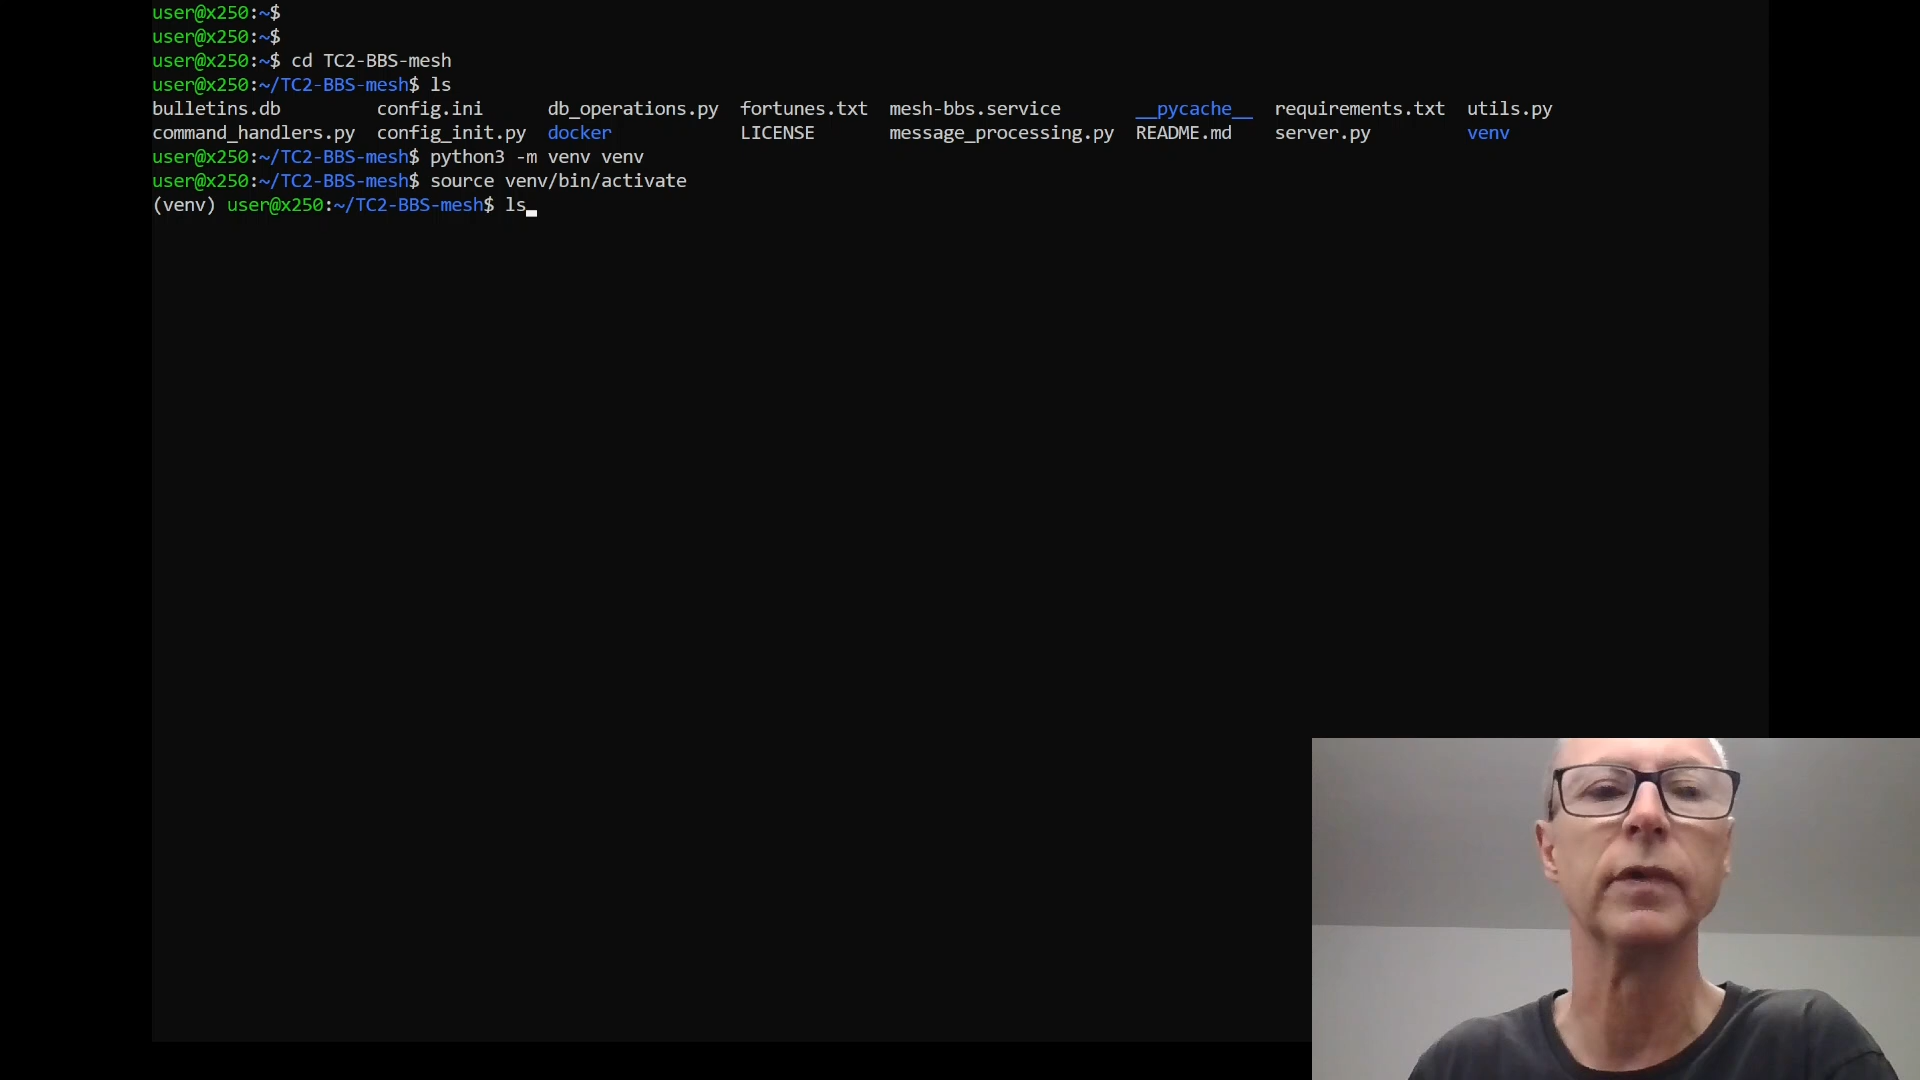 user@x250:~$
user@x250:~$
user@x250:~$ cd TC2-BBS-mesh
user@x250:~/TC2-BBS-mesh$ ls
bulletins.db         config.ini      db_operations.py  fortunes.txt  mesh-bbs.service       __pycache__  requirements.txt  utils.py
command_handlers.py  config_init.py  docker            LICENSE       message_processing.py  README.md    server.py         venv
user@x250:~/TC2-BBS-mesh$ python3 -m venv venv
user@x250:~/TC2-BBS-mesh$ source venv/bin/activate
(venv) user@x250:~/TC2-BBS-mesh$ ls